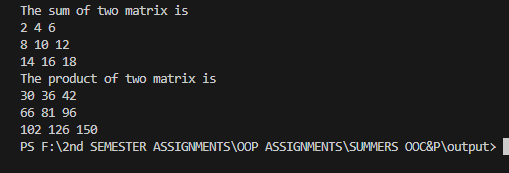 The sum of two matrix is
2 4 6
8 10 12
14 16 18
The product of two matrix is
30 36 42
66 81 96
102 126 150
PS F:\2nd SEMESTER ASSIGNMENTS\OOP ASSIGNMENTS\SUMMERS OOC&P\output>